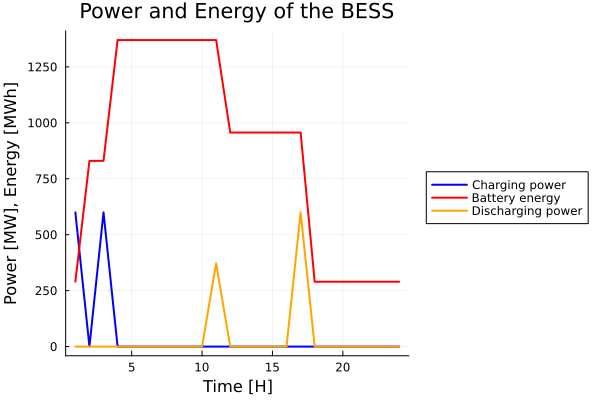 Power and Energy of the BESS
Power [MW], Energy [MWh]
1250
1000
750
500
250
0
5
10
15
20
Time [H]
Charging power
Battery energy
Discharging power